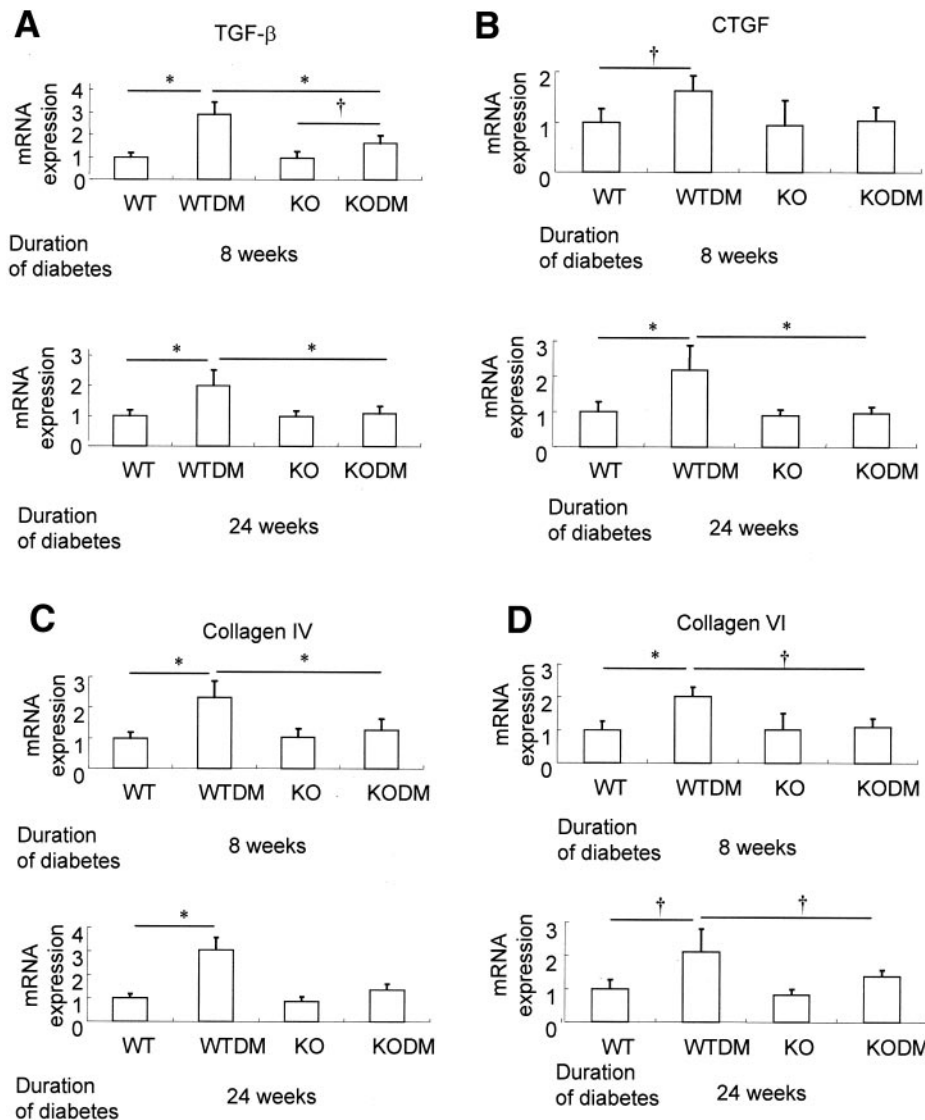 A
TGF-β
mRNA
expression
4
3
2
1
0
*
*
†
WT WTDM KO KODM
Duration
of diabetes
8 weeks
mRNA
expression
3
2
1
0
*
*
WT WTDM KO KODM
Duration
of diabetes
24 weeks
B
CTGF
mRNA
expression
2
1
0
†
WT WTDM KO KODM
Duration
of diabetes
8 weeks
mRNA
expression
3
2
1
0
*
*
WT WTDM KO KODM
Duration
of diabetes
24 weeks
C
Collagen IV
mRNA
expression
3
2
1
0
*
*
WT WTDM KO KODM
Duration
of diabetes
8 weeks
mRNA
expression
4
3
2
1
0
*
WT WTDM KO KODM
Duration
of diabetes
24 weeks
D
Collagen VI
mRNA
expression
3
2
1
0
*
†
WT WTDM KO KODM
Duration
of diabetes
8 weeks
mRNA
expression
3
2
1
0
†
†
WT WTDM KO KODM
Duration
of diabetes
24 weeks